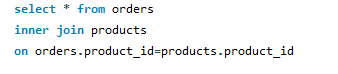 select * from orders
inner join products
on orders.product_id=products.product_id